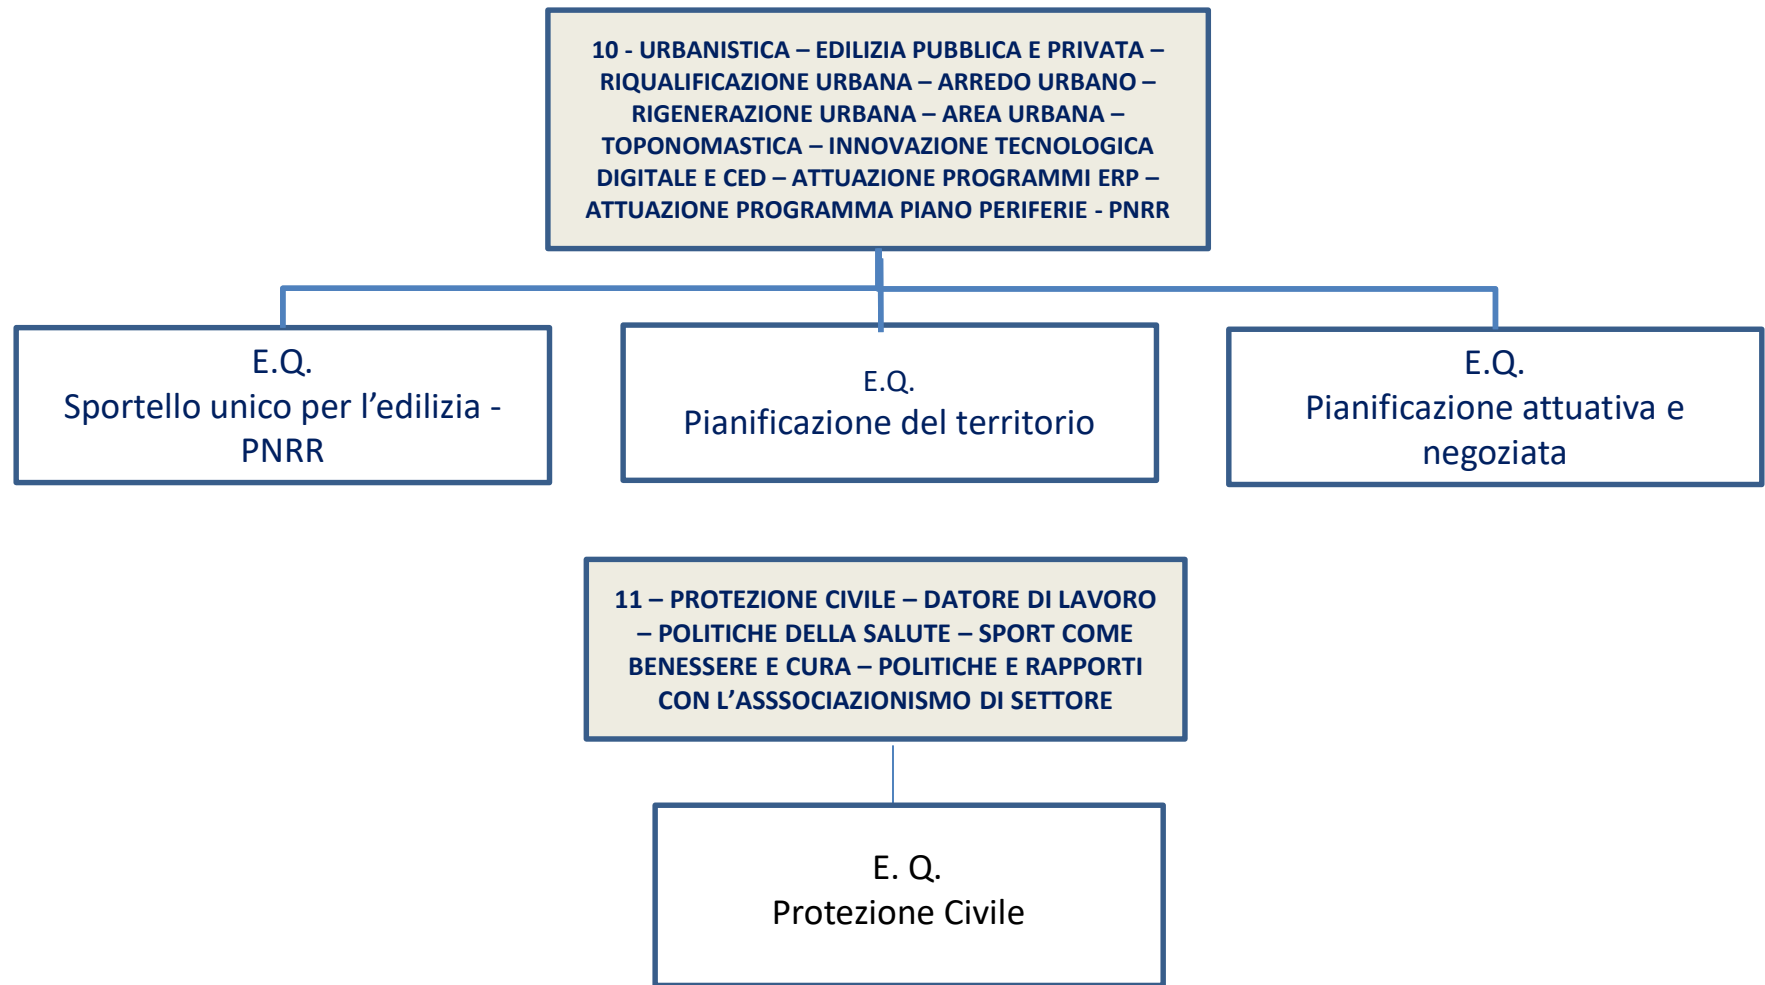 10 - URBANISTICA – EDILIZIA PUBBLICA E PRIVATA –
RIQUALIFICAZIONE URBANA – ARREDO URBANO –
RIGENERAZIONE URBANA – AREA URBANA –
TOPONOMASTICA – INNOVAZIONE TECNOLOGICA
DIGITALE E CED – ATTUAZIONE PROGRAMMI ERP –
ATTUAZIONE PROGRAMMA PIANO PERIFERIE - PNRR
E.Q.
Sportello unico per l’edilizia -
PNRR
E.Q.
Pianificazione del territorio
E.Q.
Pianificazione attuativa e
negoziata
11 – PROTEZIONE CIVILE – DATORE DI LAVORO
– POLITICHE DELLA SALUTE – SPORT COME
BENESSERE E CURA – POLITICHE E RAPPORTI
CON L’ASSSOCIAZIONISMO DI SETTORE
E. Q.
Protezione Civile